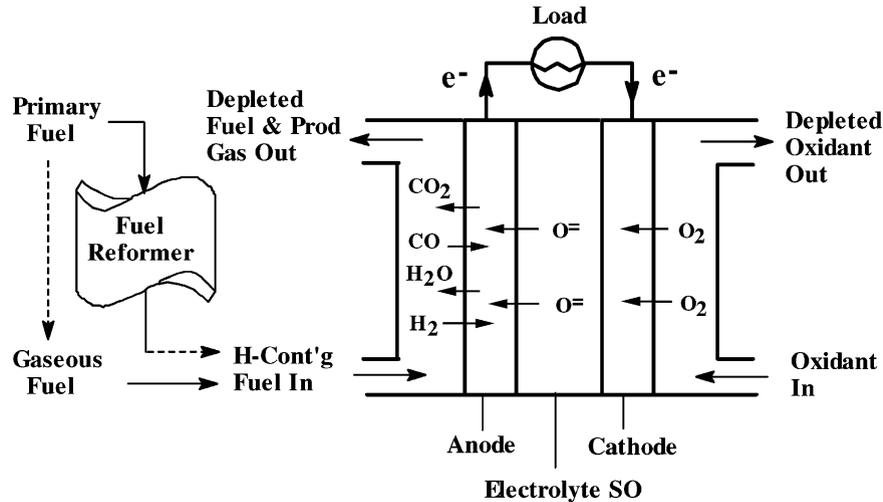 Load
e-
e-
Primary
Fuel
Depleted
Fuel & Prod
Gas Out
Depleted
Oxidant
Out
Fuel
Reformer
CO2
CO
H2O
H2
O=
O=
O2
O2
Gaseous
Fuel
H-Cont'g
Fuel In
Oxidant
In
Anode
Cathode
Electrolyte SO